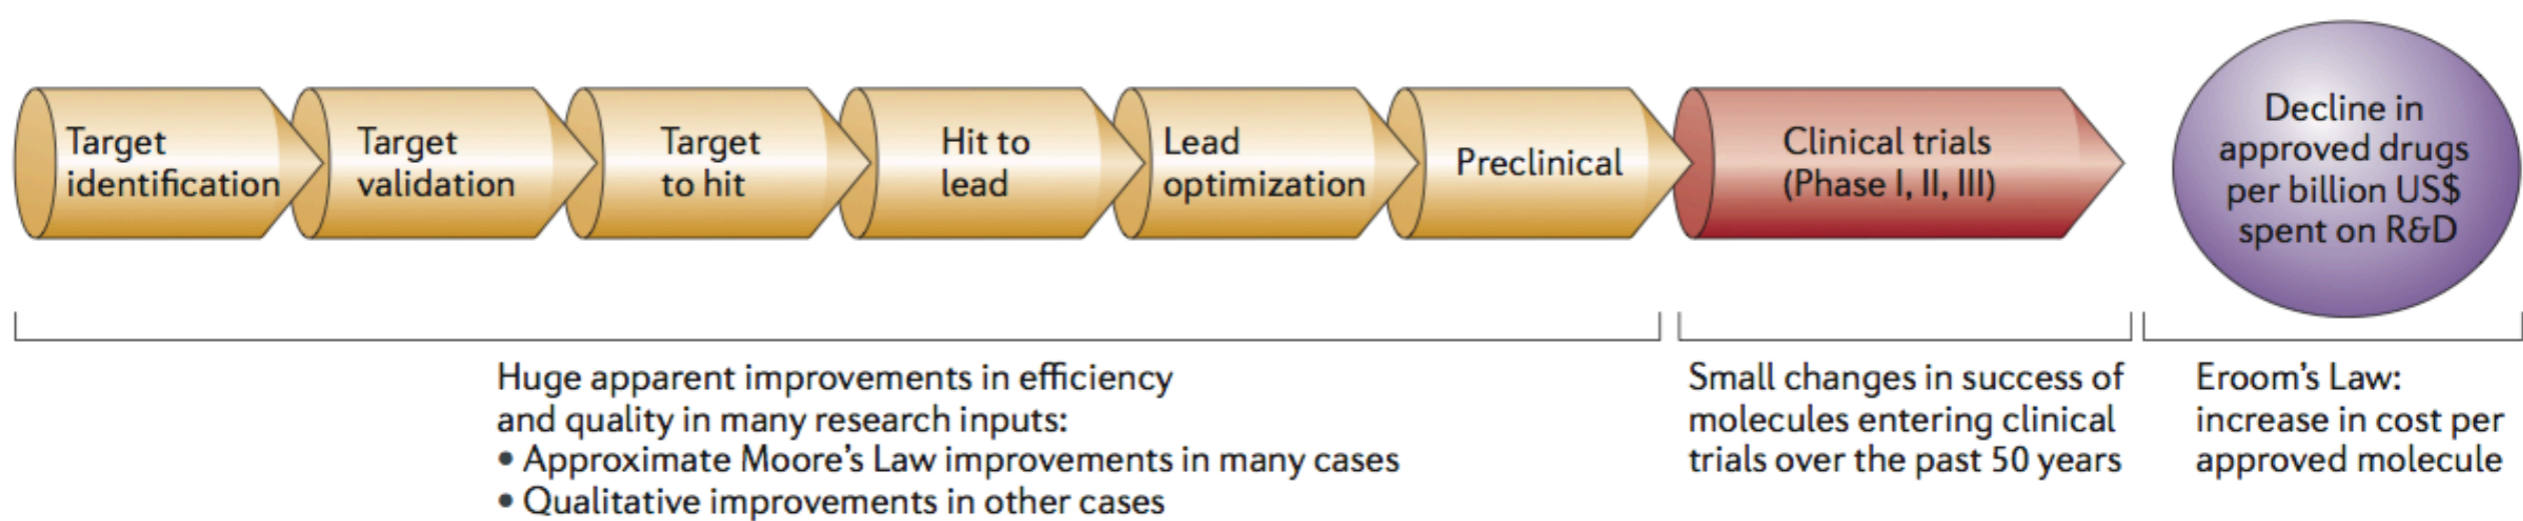 Target
identification
Target
validation
Target
to hit
Hit to
lead
Lead
optimization
Preclinical
Clinical trials
(Phase I, II, III)
Decline in
approved drugs
per billion US$
spent on R&D
Huge apparent improvements in efficiency
and quality in many research inputs:
• Approximate Moore's Law improvements in many cases
• Qualitative improvements in other cases
Small changes in success of
molecules entering clinical
trials over the past 50 years
Eroom's Law:
increase in cost per
approved molecule